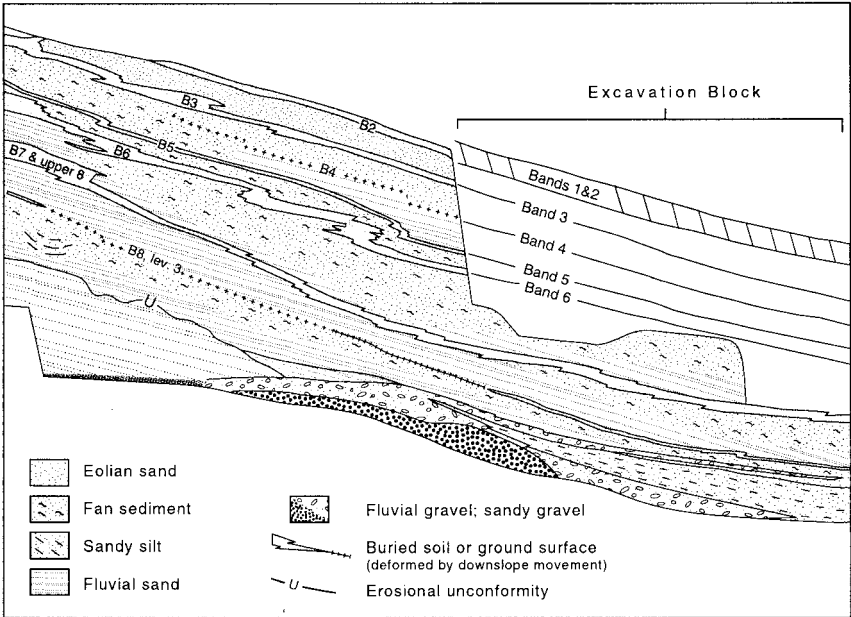 Excavation Block
B3
B2
B5
B4
B6
B7 & upper 8
Bands 1&2
Band 3
Band 4
Band 5
Band 6
B8, lev. 3
U
Eolian sand
Fan sediment
Sandy silt
Fluvial sand
Fluvial gravel; sandy gravel
Buried soil or ground surface
(deformed by downslope movement)
U
Erosional unconformity